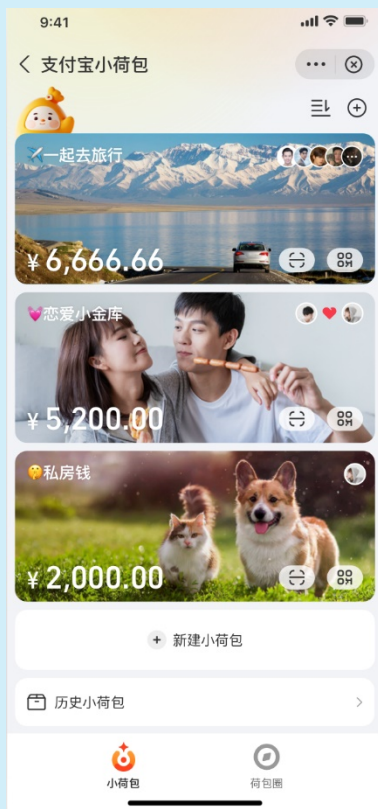 9:41
支付宝小荷包
一起去旅行
¥ 6,666.66
恋爱小金库
¥ 5,200.00
私房钱
¥ 2,000.00
新建小荷包
历史小荷包
小荷包
荷包圈